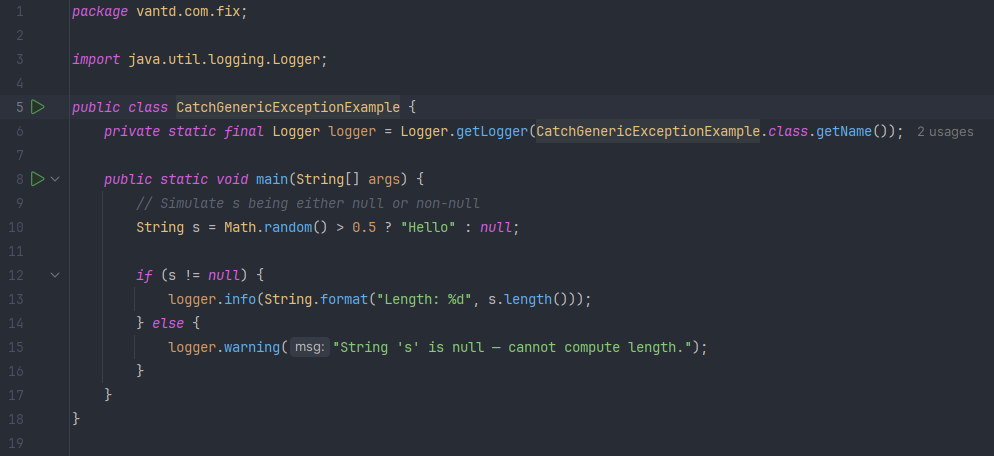 1 package vantd.com.fix;
2
3 import java.util.logging.Logger;
4
5 public class CatchGenericExceptionExample {
6     private static final Logger logger = Logger.getLogger(CatchGenericExceptionExample.class.getName()); 2 usages
7
8     public static void main(String[] args) {
9         // Simulate s being either null or non-null
10         String s = Math.random() > 0.5 ? "Hello" : null;
11
12         if (s != null) {
13             logger.info(String.format("Length: %d", s.length()));
14         } else {
15             logger.warning( msg: "String 's' is null — cannot compute length.");
16         }
17     }
18 }
19